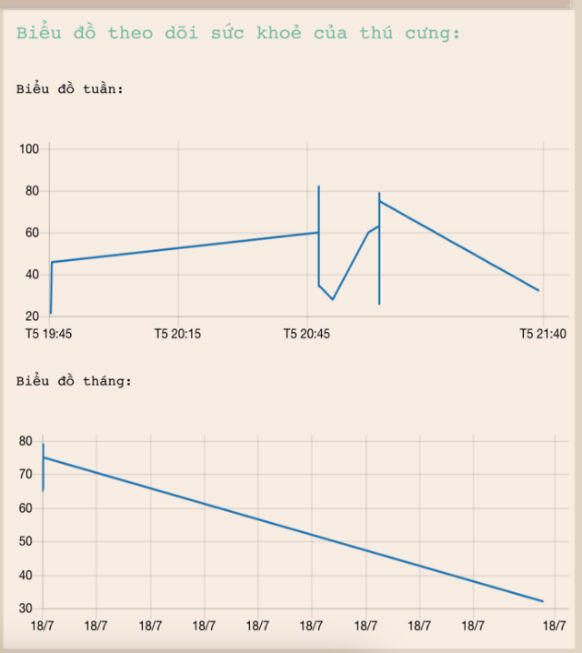 Biểu đồ theo dõi sức khoẻ của thú cưng:
Biểu đồ tuần:
100
80
60
40
20
T5 19:45 T5 20:15 T5 20:45 T5 21:40
Biểu đồ tháng:
80
70
60
50
40
30
18/7 18/7 18/7 18/7 18/7 18/7 18/7 18/7 18/7 18/7